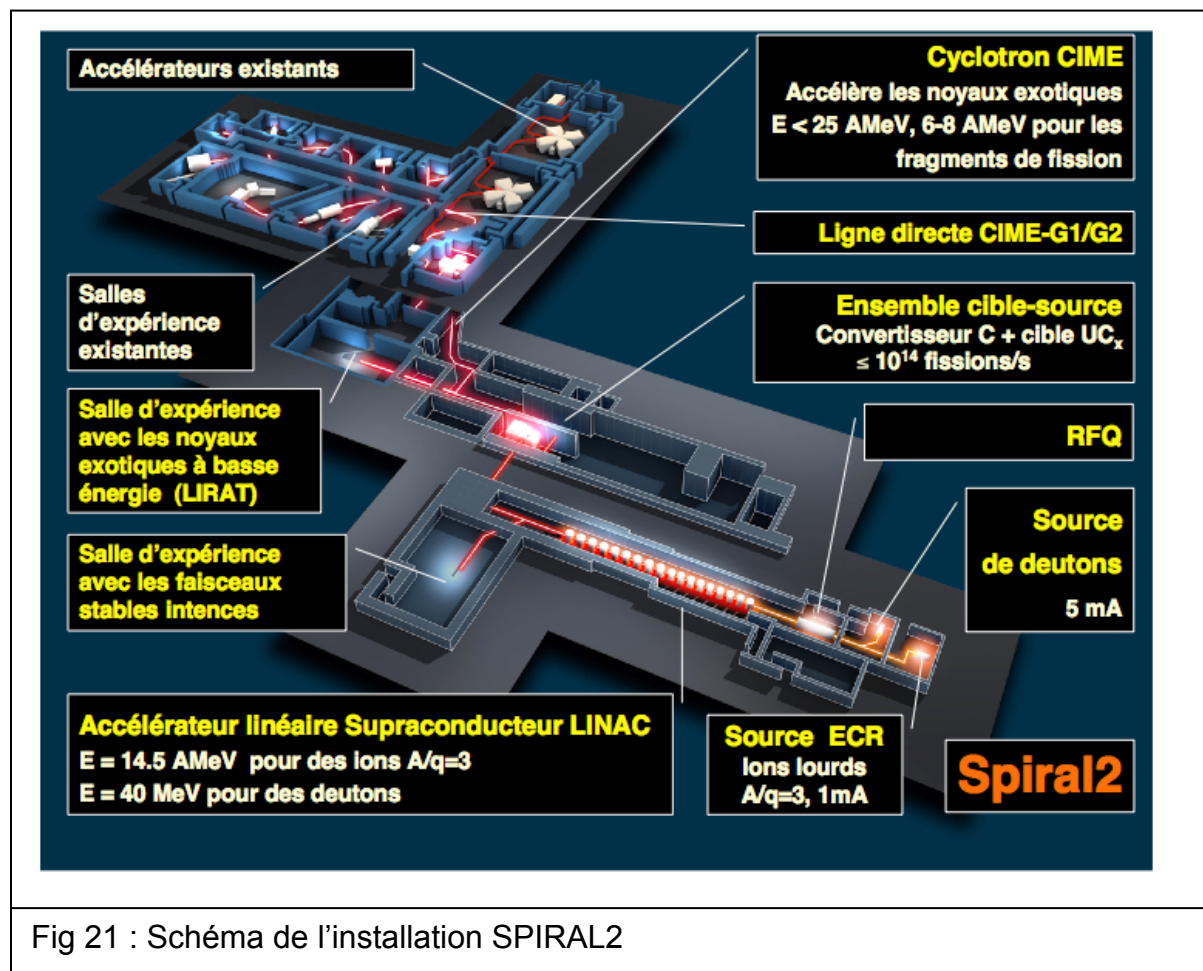 Accélérateurs existants
Cyclotron CIME
Accélère les noyaux exotiques
E < 25 AMeV, 6-8 AMeV pour les
fragments de fission
Ligne directe CIME-G1/G2
Salles
d'expérience
existantes
Ensemble cible-source
Convertisseur C + cible UCₓ
≤ 10¹⁴ fissions/s
Salle d'expérience
avec les noyaux
exotiques à basse
énergie (LIRAT)
RFQ
Source
de deutons
5 mA
Salle d'expérience
avec les faisceaux
stables intences
Accélérateur linéaire Supraconducteur LINAC
E = 14.5 AMeV pour des ions A/q=3
E = 40 MeV pour des deutons
Source ECR
Ions lourds
A/q=3, 1mA
Spiral2
Fig 21 : Schéma de l'installation SPIRAL2